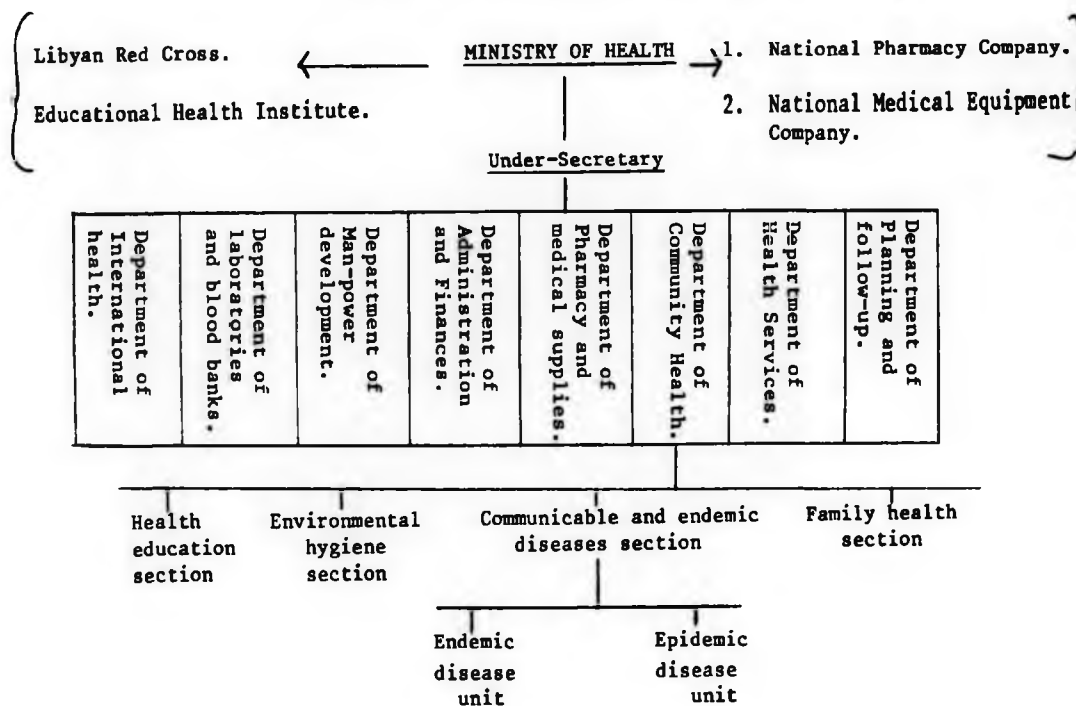 Libyan Red Cross.
Educational Health Institute.
MINISTRY OF HEALTH
1. National Pharmacy Company.
2. National Medical Equipment
Company.
Under-Secretary
Department of
International
health.
Department of
laboratories
and blood banks.
Department of
Man-power
development.
Department of
Administration
and Finances.
Department of
Pharmacy and
medical supplies.
Department of
Community Health.
Department of
Health Services.
Department of
Planning and
follow-up.
Health
education
section
Environmental
hygiene
section
Communicable and endemic
diseases section
Family health
section
Endemic
disease
unit
Epidemic
disease
unit